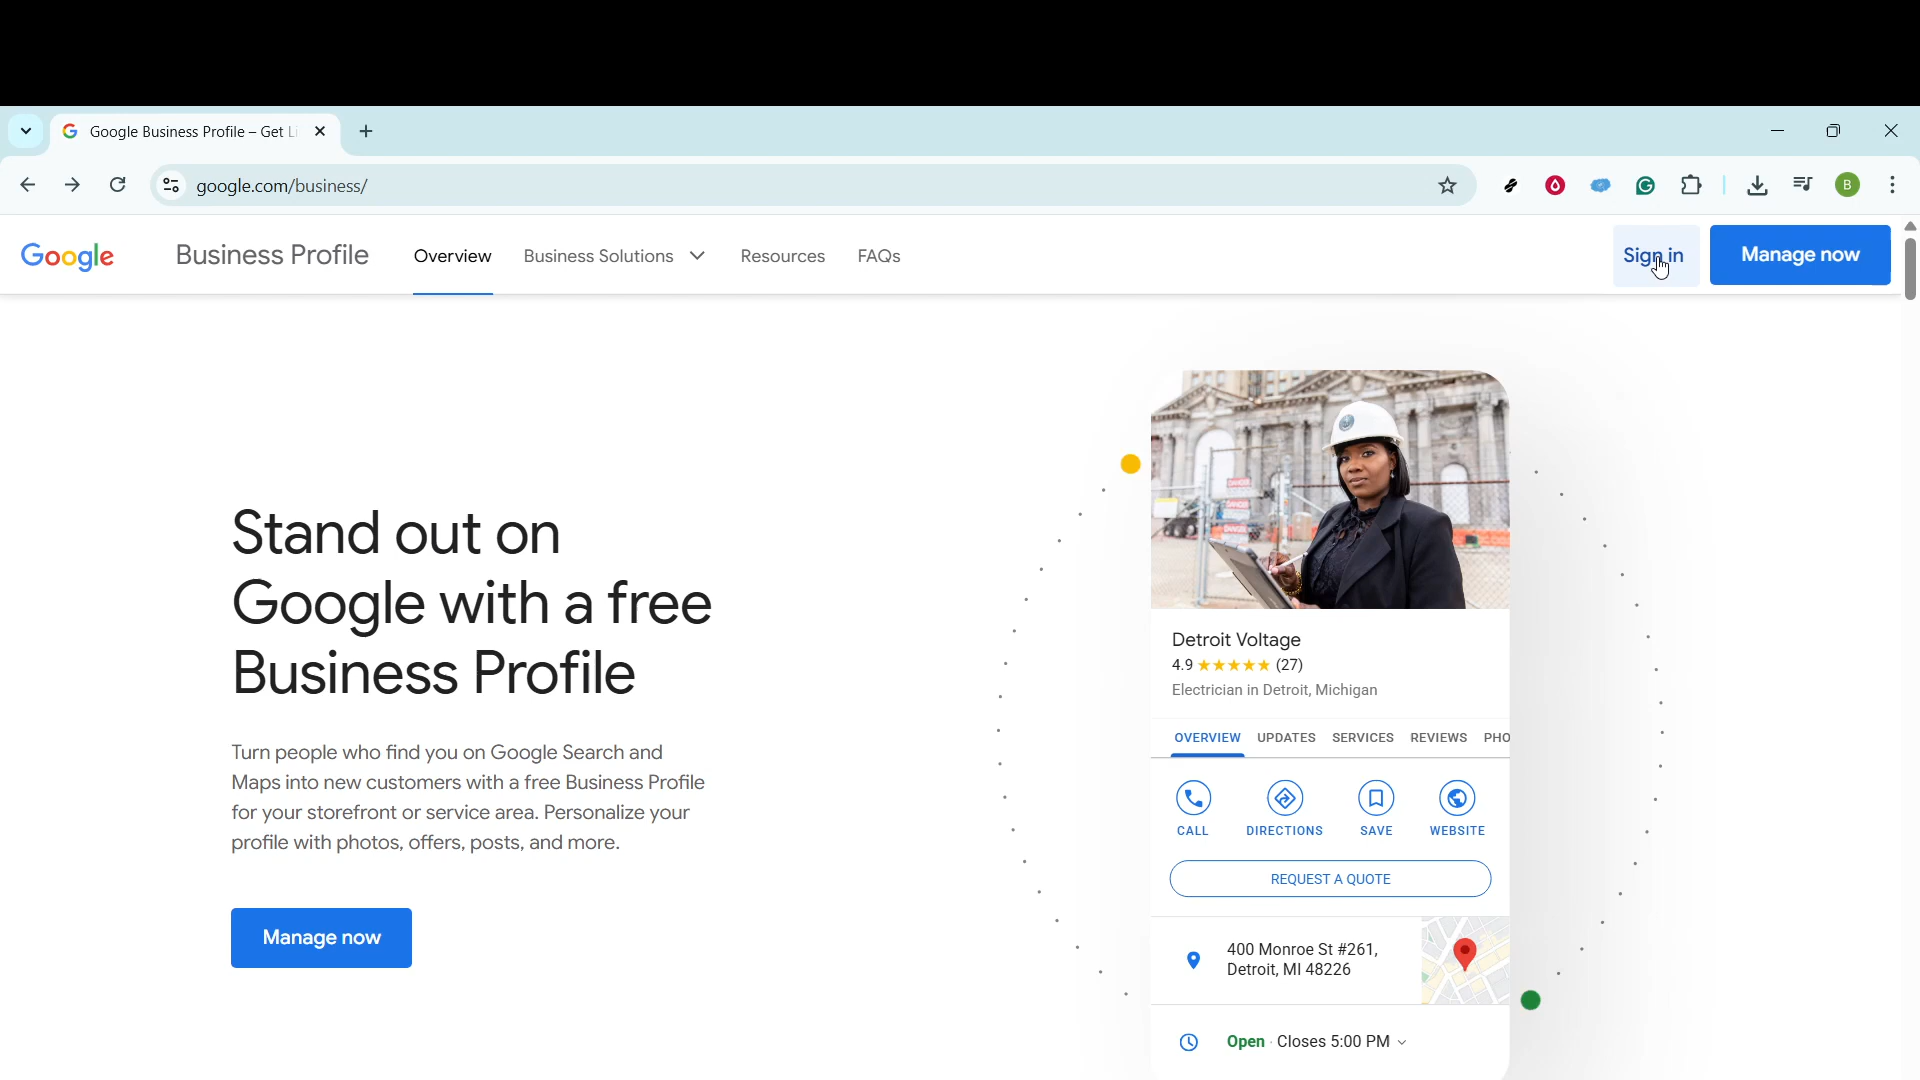 Google Business Profile – Get Li
google.com/business/
B
Google Business Profile Overview Business Solutions Resources FAQs Sign in Manage now
Stand out on
Google with a free
Business Profile
Turn people who find you on Google Search and
Maps into new customers with a free Business Profile
for your storefront or service area. Personalize your
profile with photos, offers, posts, and more.
Manage now
Detroit Voltage
4.9 ★★★★★ (27)
Electrician in Detroit, Michigan
OVERVIEW UPDATES SERVICES REVIEWS PHO
CALL DIRECTIONS SAVE WEBSITE
REQUEST A QUOTE
400 Monroe St #261,
Detroit, MI 48226
Open · Closes 5:00 PM